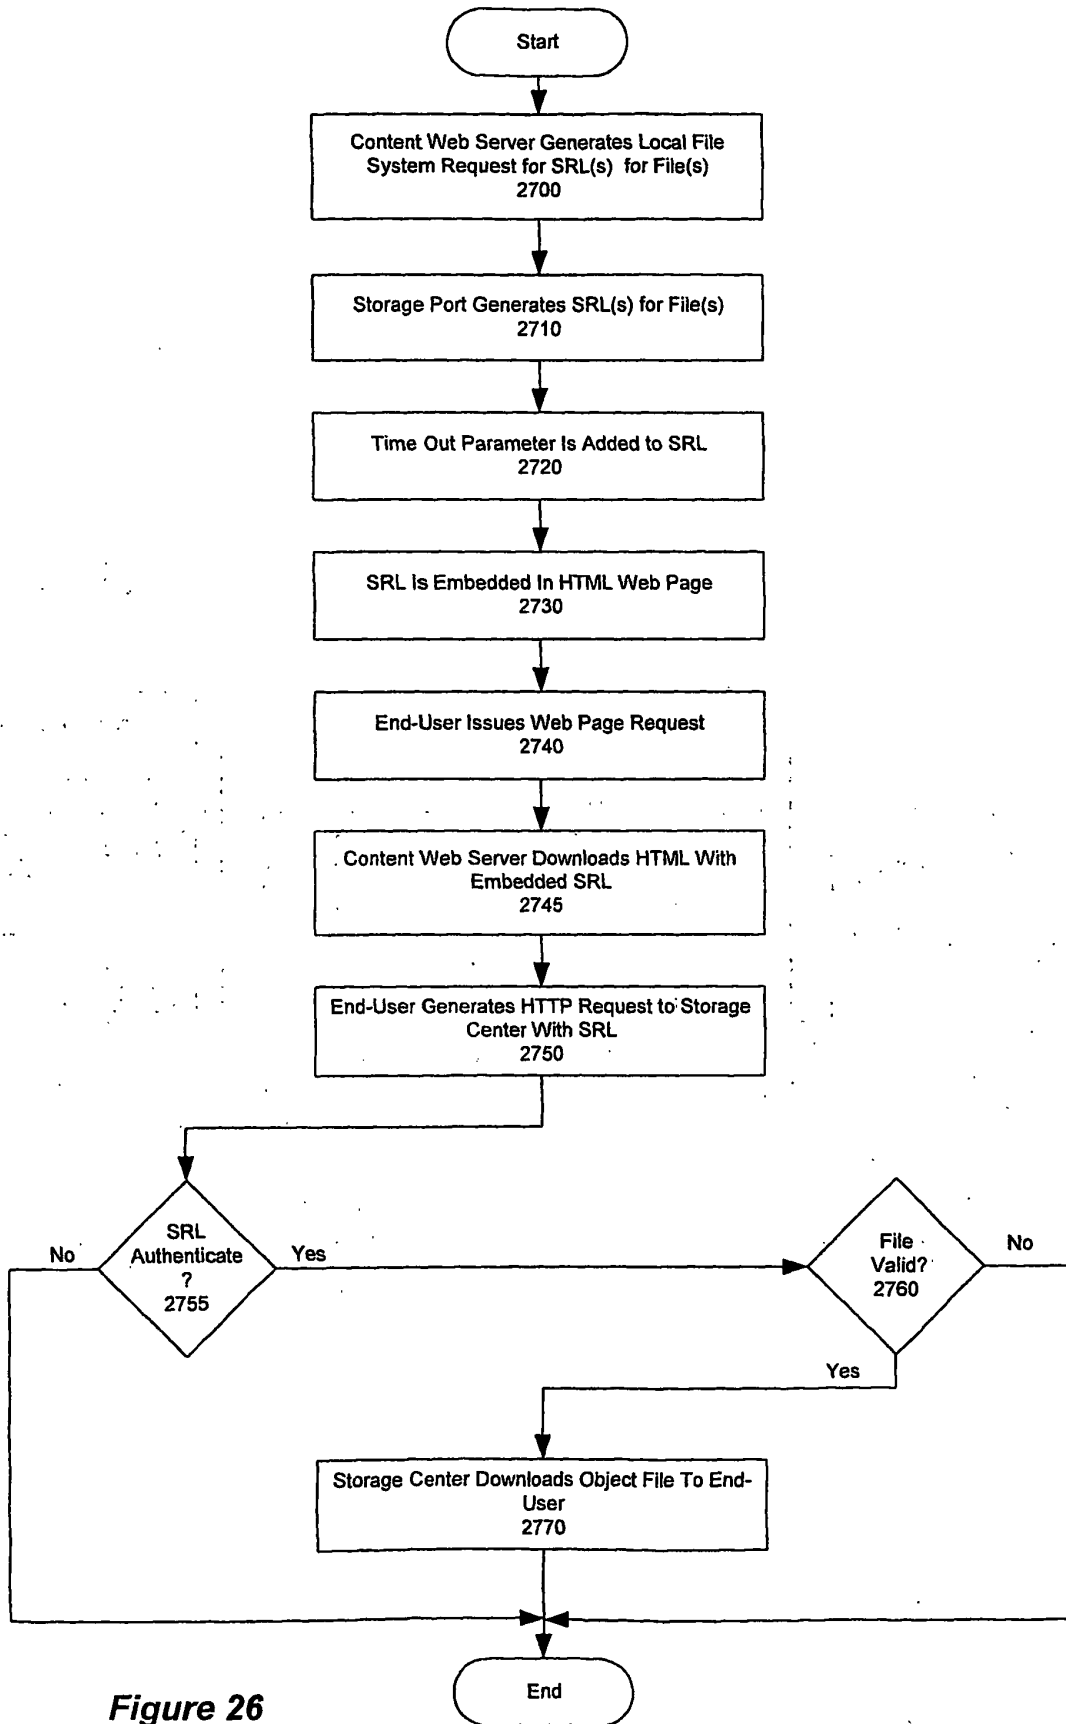 Start
Content Web Server Generates Local File
System Request for SRL(s) for File(s)
2700
Storage Port Generates SRL(s) for File(s)
2710
Time Out Parameter Is Added to SRL
2720
SRL Is Embedded In HTML Web Page
2730
End-User Issues Web Page Request
2740
Content Web Server Downloads HTML With
Embedded SRL
2745
End-User Generates HTTP Request to Storage
Center With SRL
2750
SRL
Authenticate
?
2755
No
Yes
File
Valid?
2760
No
Yes
Storage Center Downloads Object File To End-
User
2770
End
Figure 26